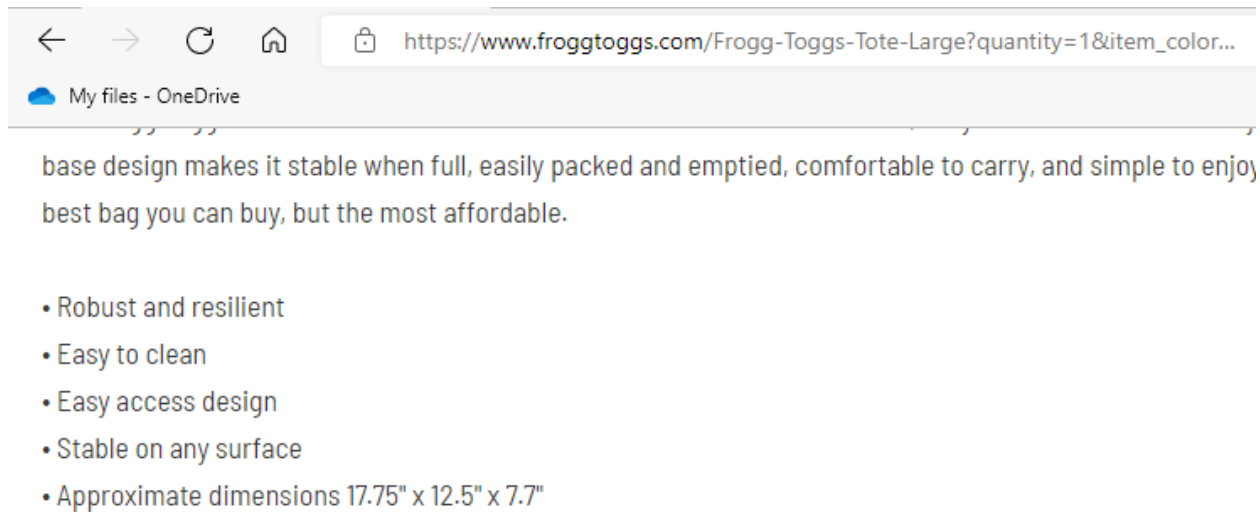 https://www.froggtoggs.com/Frogg-Toggs-Tote-Large?quantity=1&item_color...
My files - OneDrive
base design makes it stable when full, easily packed and emptied, comfortable to carry, and simple to enjoy
best bag you can buy, but the most affordable.
• Robust and resilient
• Easy to clean
• Easy access design
• Stable on any surface
• Approximate dimensions 17.75" x 12.5" x 7.7"